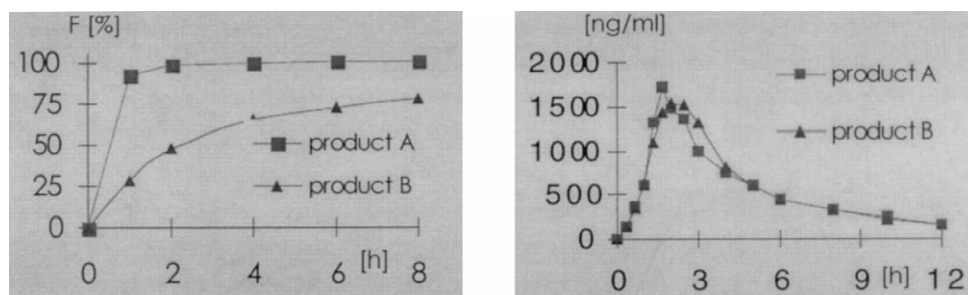 F [%]
100
75
50
25
0
0 2 4 6 8
[h]
product A
product B
[ng/ml]
2000
1500
1000
500
0
0 3 6 9 12
[h]
product A
product B